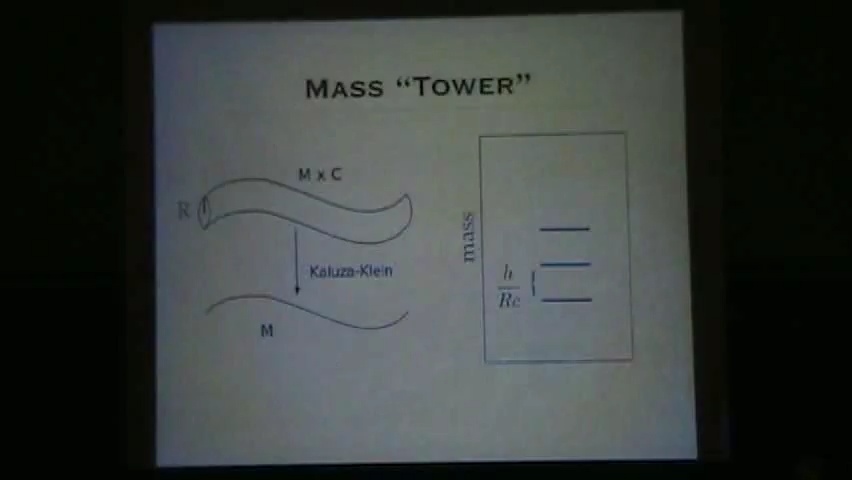 MASS “TOWER”
M x C
R
Kaluza-Klein
M
mass
ħ
Rc